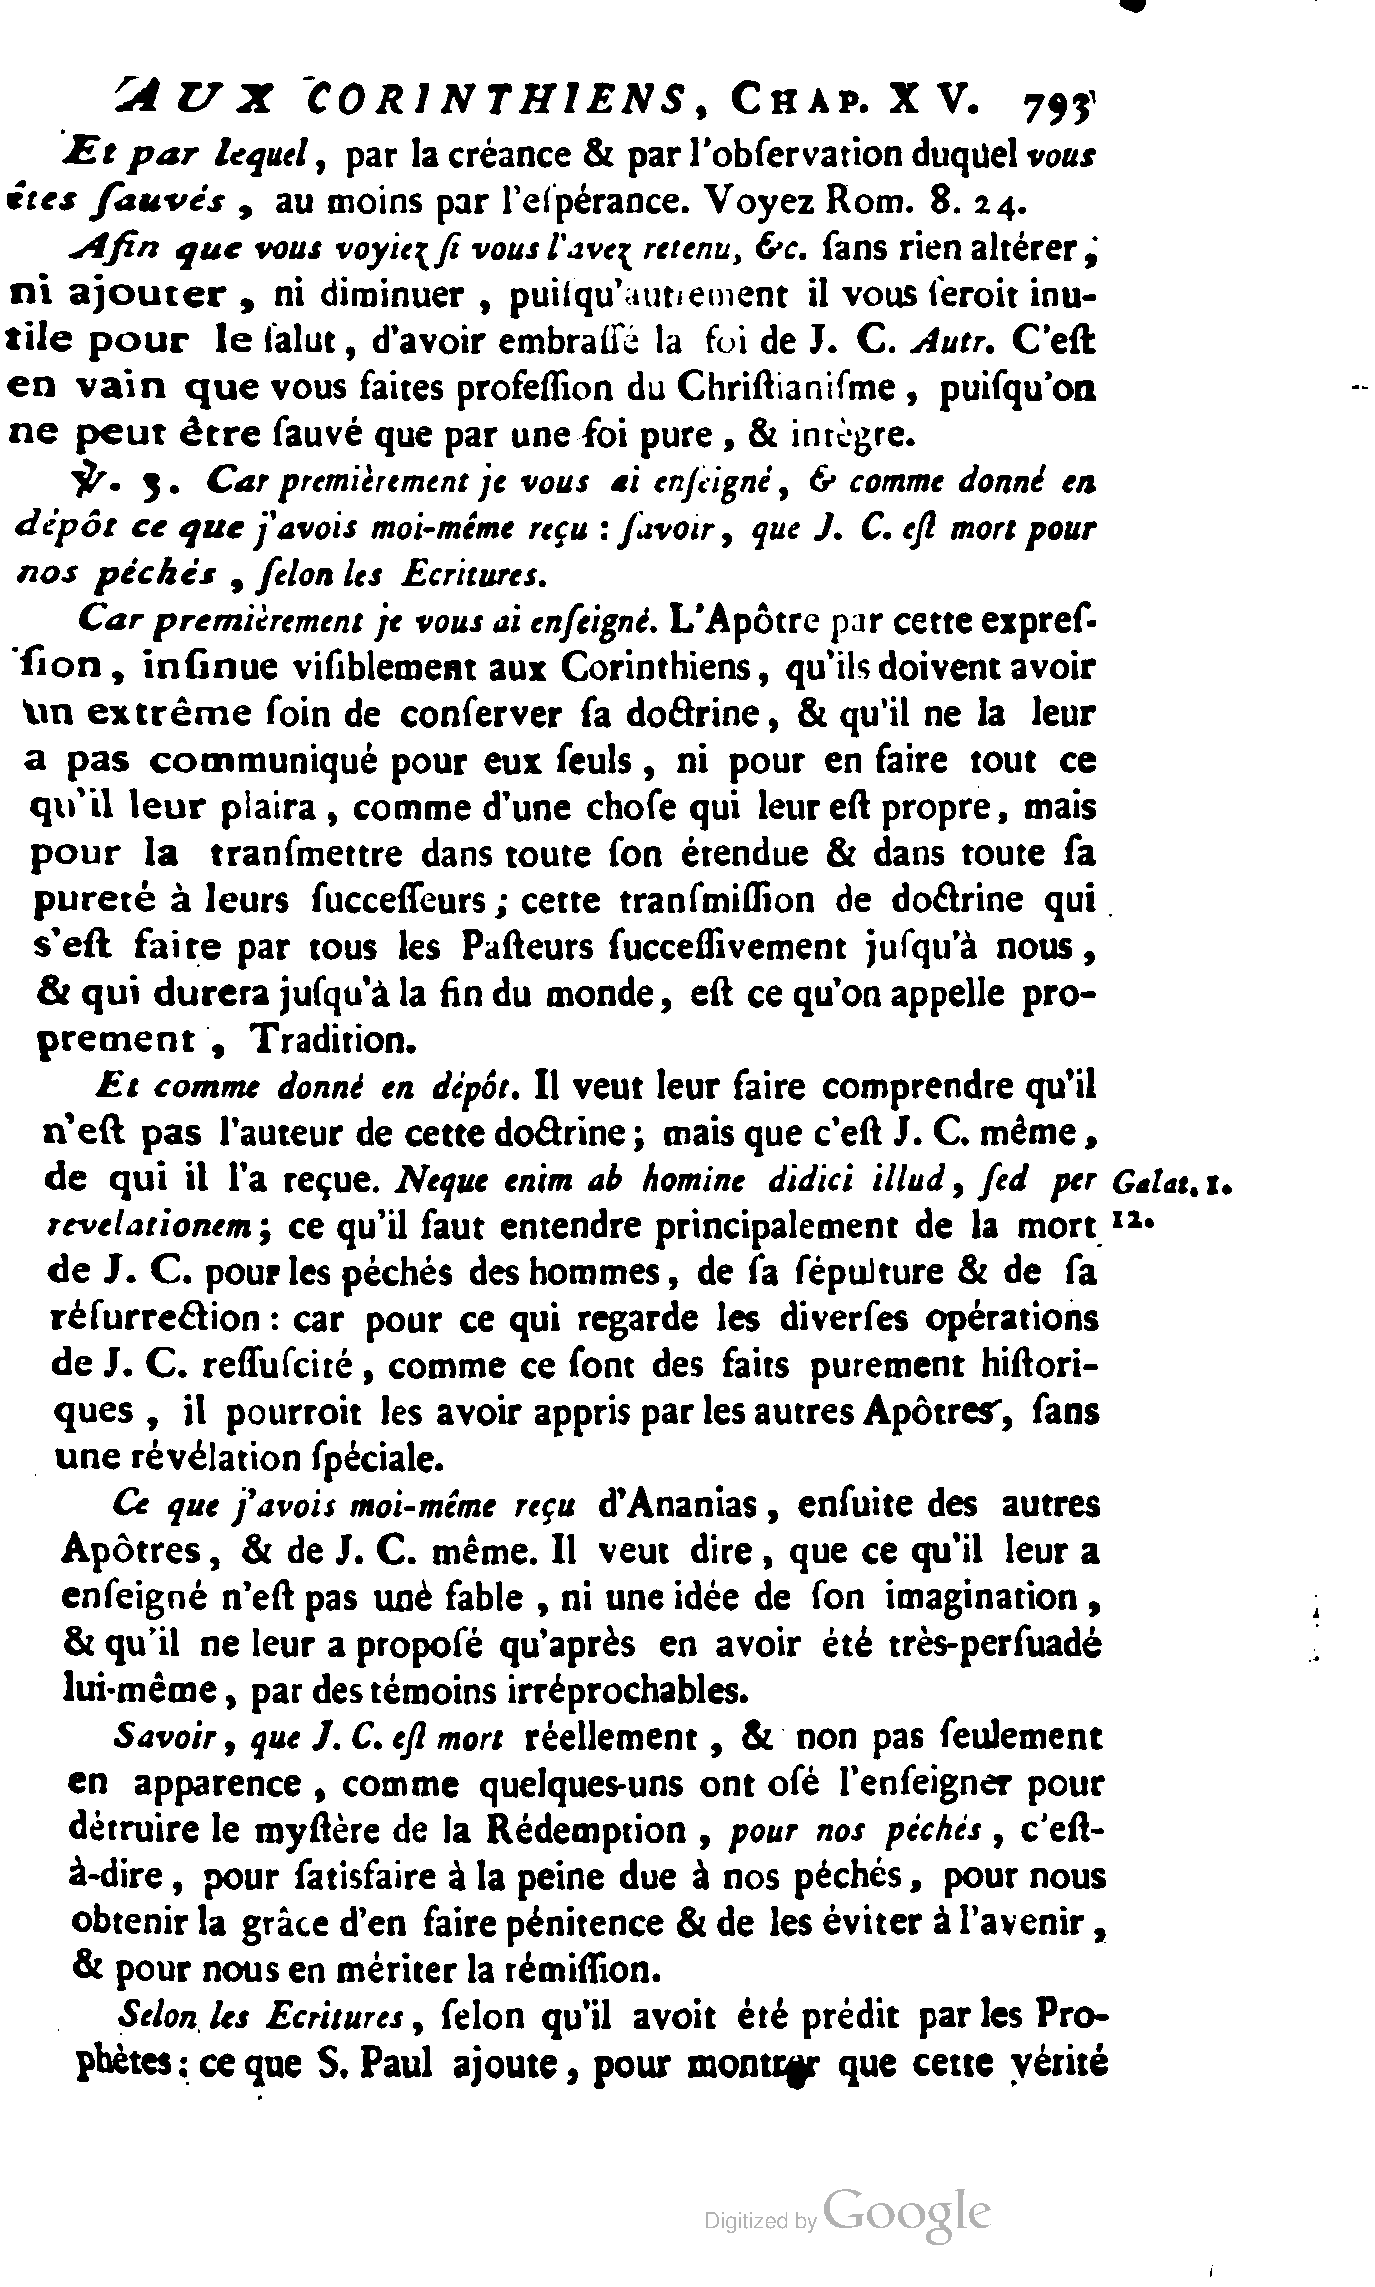 AUX CORINTHIENS, CHAP. XV. 793
Et par lequel, par la créance & par l'obſervation duquel vous
êtes ſauvés, au moins par l'eſpérance. Voyez Rom. 8. 24.
Afin que vous voyiez ſi vous l'avez retenu, &c. ſans rien altérer,
ni ajouter, ni diminuer, puiſqu'autrement il vous ſeroit inu-
tile pour le ſalut, d'avoir embraſſé la foi de J. C. Autr. C'eſt
en vain que vous faites profeſſion du Chriſtianiſme, puiſqu'on
ne peut être ſauvé que par une foi pure, & intègre.
℣. 3. Car premièrement je vous ai enſeigné, & comme donné en
dépôt ce que j'avois moi-même reçu : ſavoir, que J. C. eſt mort pour
nos péchés, ſelon les Ecritures.
Car premièrement je vous ai enſeigné. L'Apôtre par cette expreſ-
ſion, inſinue viſiblement aux Corinthiens, qu'ils doivent avoir
un extrême ſoin de conſerver ſa doctrine, & qu'il ne la leur
a pas communiqué pour eux ſeuls, ni pour en faire tout ce
qu'il leur plaira, comme d'une choſe qui leur eſt propre, mais
pour la tranſmettre dans toute ſon étendue & dans toute ſa
pureté à leurs ſucceſſeurs ; cette tranſmiſſion de doctrine qui
s'eſt faite par tous les Paſteurs ſucceſſivement juſqu'à nous,
& qui durera juſqu'à la fin du monde, eſt ce qu'on appelle pro-
prement, Tradition.
Et comme donné en dépôt. Il veut leur faire comprendre qu'il
n'eſt pas l'auteur de cette doctrine ; mais que c'eſt J. C. même,
de qui il l'a reçue. Neque enim ab homine didici illud, ſed per Galat. 1.
revelationem ; ce qu'il faut entendre principalement de la mort 12.
de J. C. pour les péchés des hommes, de ſa ſépulture & de ſa
réſurrection : car pour ce qui regarde les diverſes opérations
de J. C. reſſuſcité, comme ce ſont des faits purement hiſtori-
ques, il pourroit les avoir appris par les autres Apôtres, ſans
une révélation ſpéciale.
Ce que j'avois moi-même reçu d'Ananias, enſuite des autres
Apôtres, & de J. C. même. Il veut dire, que ce qu'il leur a
enſeigné n'eſt pas unè fable, ni une idée de ſon imagination,
& qu'il ne leur a propoſé qu'après en avoir été très-perſuadé
lui-même, par des témoins irréprochables.
Savoir, que J. C. eſt mort réellement, & non pas ſeulement
en apparence, comme quelques-uns ont oſé l'enſeigner pour
détruire le myſtère de la Rédemption, pour nos péchés, c'eſt-
à-dire, pour ſatisfaire à la peine due à nos péchés, pour nous
obtenir la grâce d'en faire pénitence & de les éviter à l'avenir,
& pour nous en mériter la rémiſſion.
Selon les Ecritures, ſelon qu'il avoit été prédit par les Pro-
phètes : ce que S. Paul ajoute, pour montrer que cette vérité
Digitized by Google